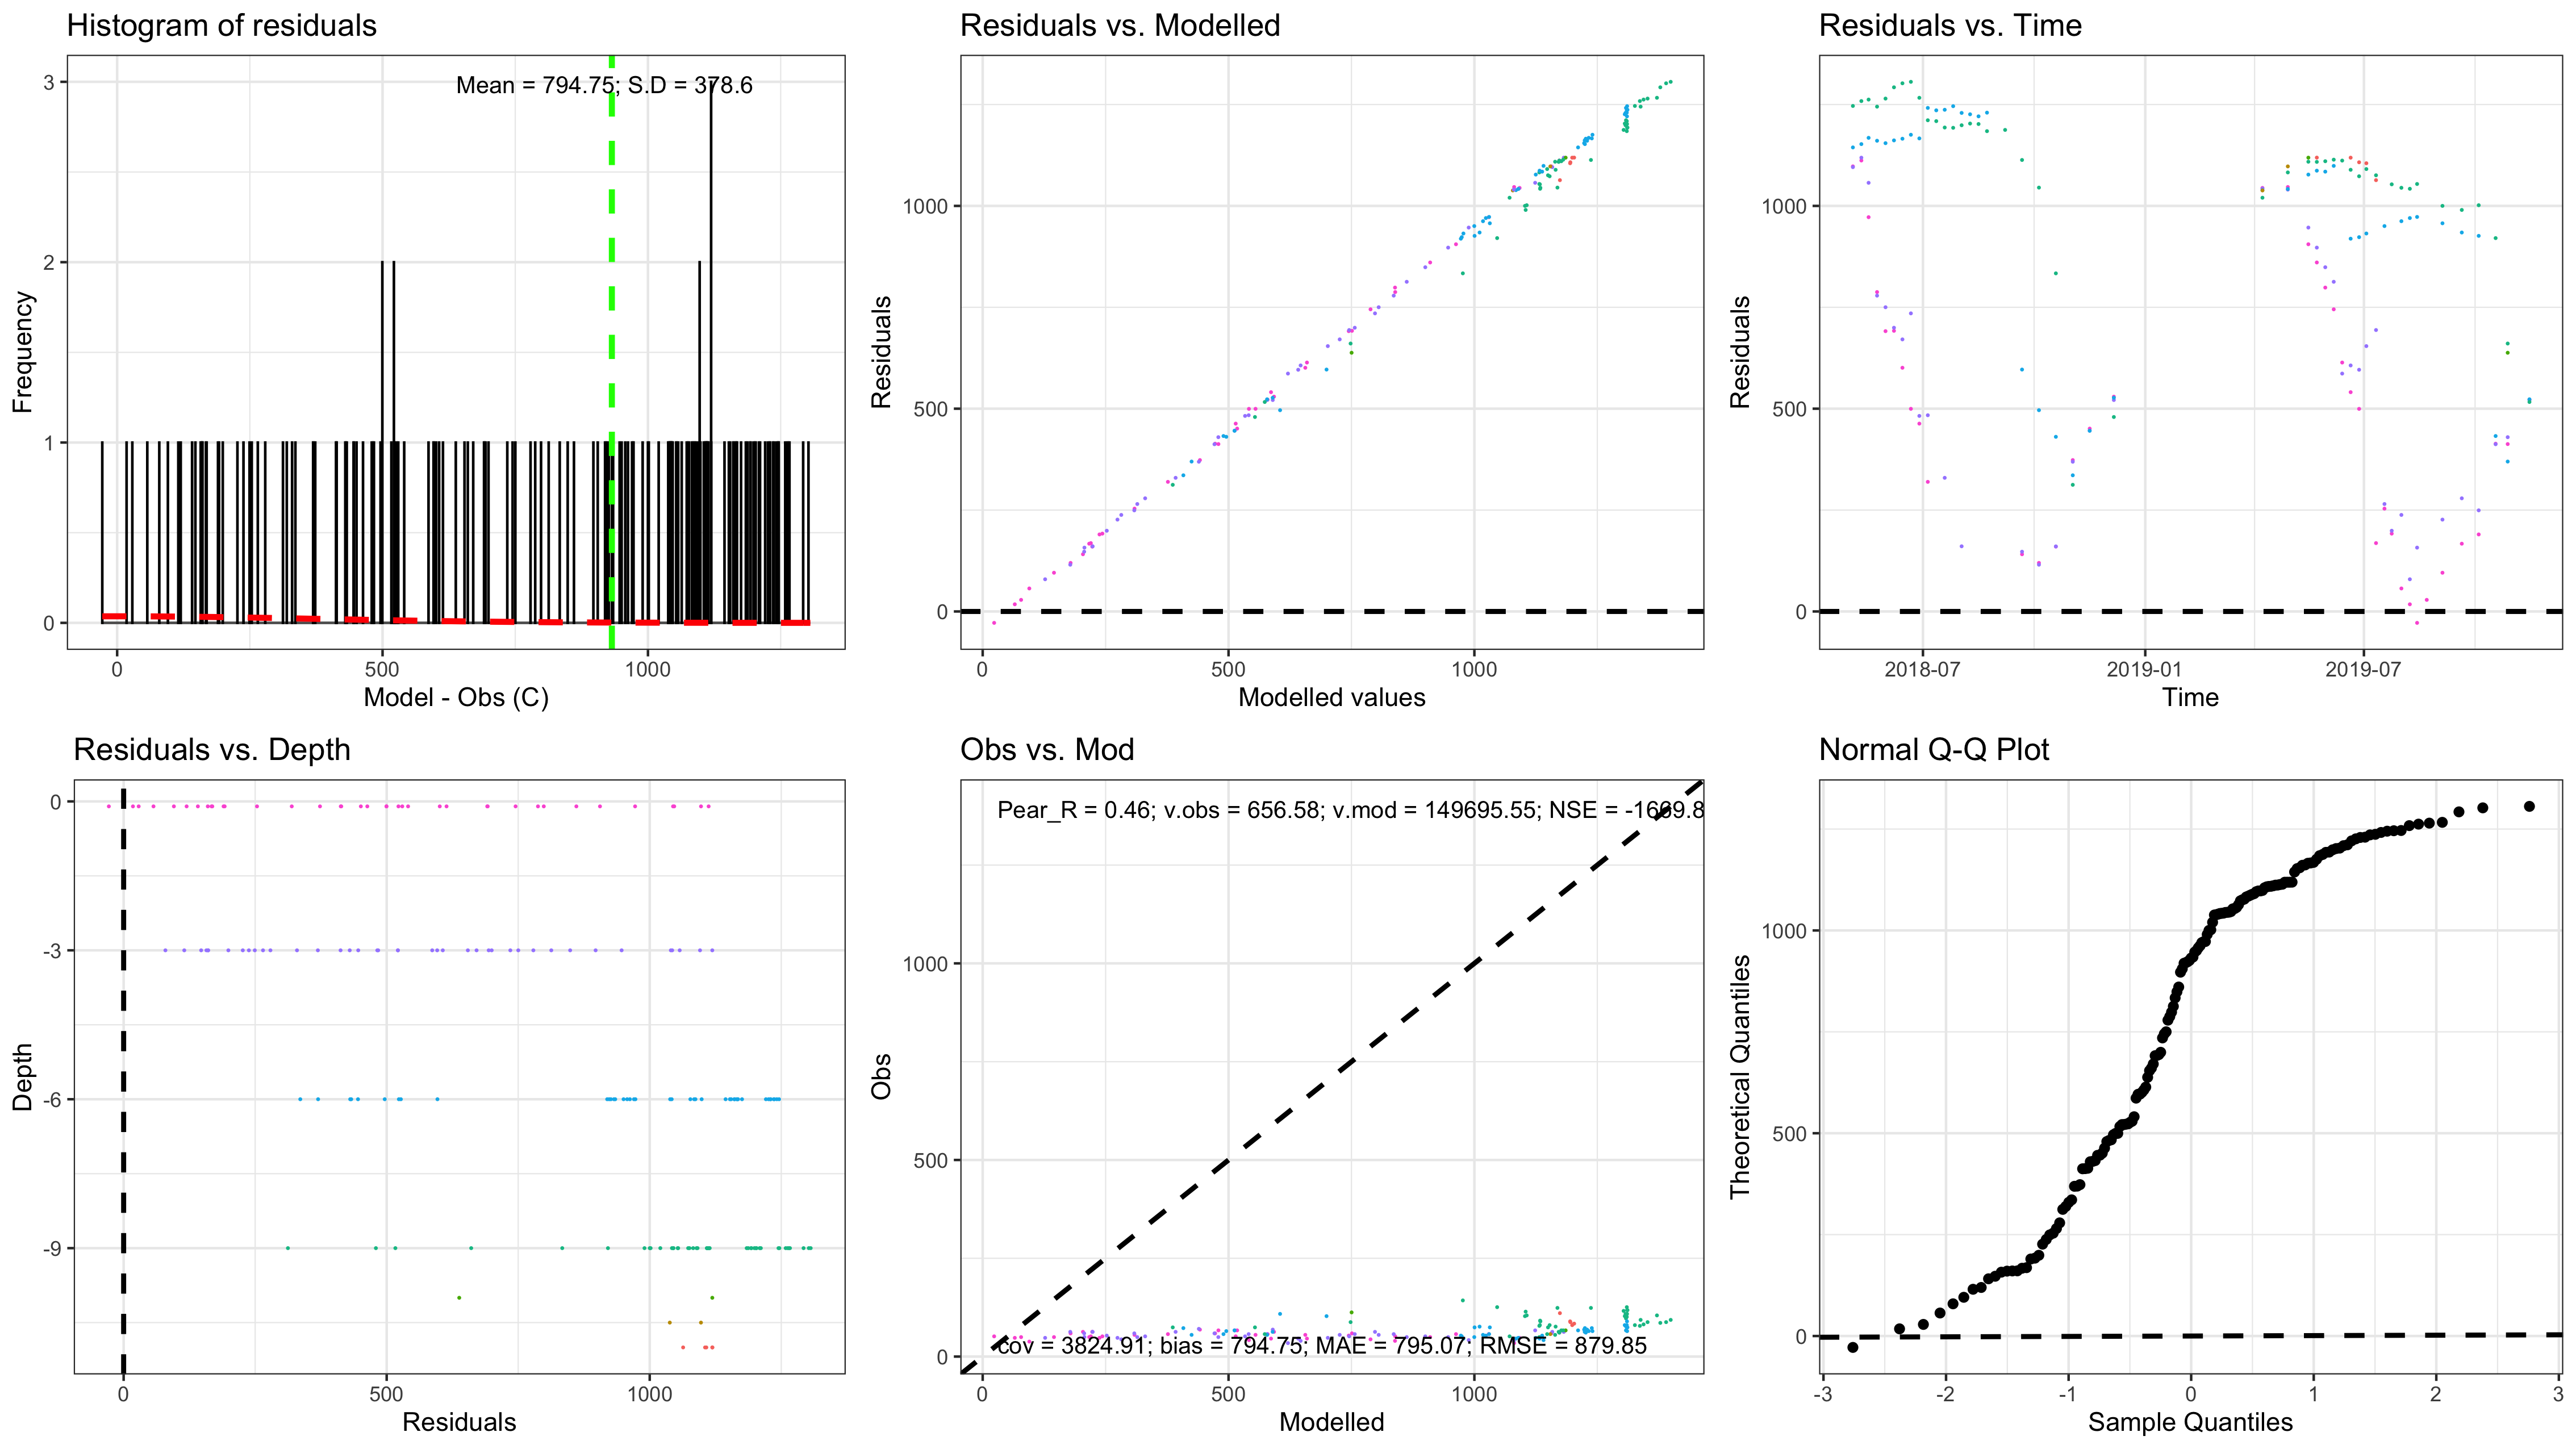 Histogram of residuals
Mean = 794.75; S.D = 378.6
3
2
1
0
Frequency
0 500 1000
Model - Obs (C)
Residuals vs. Modelled
1000
500
0
Residuals
0 500 1000
Modelled values
Residuals vs. Time
1000
500
0
Residuals
2018-07 2019-01 2019-07
Time
Residuals vs. Depth
0
-3
-6
-9
Depth
0 500 1000
Residuals
Obs vs. Mod
Pear_R = 0.46; v.obs = 656.58; v.mod = 149695.55; NSE = -1669.8
1000
500
0
Obs
cov = 3824.91; bias = 794.75; MAE = 795.07; RMSE = 879.85
0 500 1000
Modelled
Normal Q-Q Plot
1000
500
0
Theoretical Quantiles
-3 -2 -1 0 1 2 3
Sample Quantiles